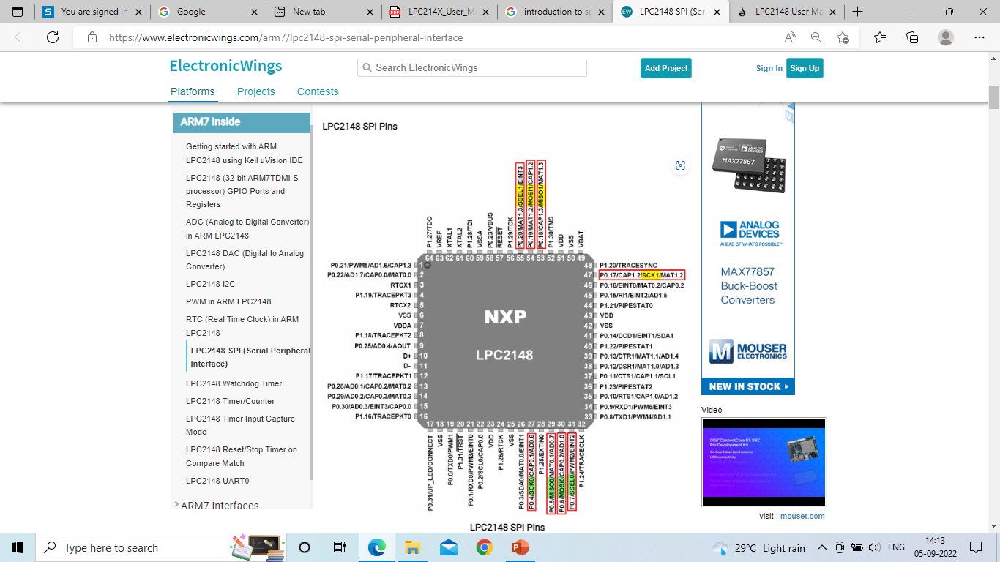 You are signed in
Google
New tab
LPC214X_User_M
introduction to sp
LPC2148 SPI (Seri
LPC2148 User Ma
https://www.electronicwings.com/arm7/lpc2148-spi-serial-peripheral-interface
ElectronicWings
Search ElectronicWings
Add Project
Sign In
Sign Up
Platforms
Projects
Contests
ARM7 Inside
Getting started with ARM
LPC2148 using Keil uVision IDE
LPC2148 (32-bit ARM7TDMI-S
processor) GPIO Ports and
Registers
ADC (Analog to Digital Converter)
in ARM LPC2148
LPC2148 DAC (Digital to Analog
Converter)
LPC2148 I2C
PWM in ARM LPC2148
RTC (Real Time Clock) in ARM
LPC2148
LPC2148 SPI (Serial Peripheral
Interface)
LPC2148 Watchdog Timer
LPC2148 Timer/Counter
LPC2148 Timer Input Capture
Mode
LPC2148 Reset/Stop Timer on
Compare Match
LPC2148 UART0
ARM7 Interfaces
LPC2148 SPI Pins
P1.27/TDO
VREF
XTAL1
XTAL2
P1.28/TDI
VSSA
P0.23/VBUS
RESET
P1.29/TCK
P0.20/MAT1.3/SSEL1/EINT3
P0.19/MAT1.2/MOSI1/CAP1.2
P0.18/CAP1.3/MISO1/MAT1.3
P1.30/TMS
VDD
VSS
VBAT
64 63 62 61 60 59 58 57 56 55 54 53 52 51 50 49
P0.21/PWM5/AD1.6/CAP1.3 1
P0.22/AD1.7/CAP0.0/MAT0.0 2
RTCX1 3
P1.19/TRACEPKT3 4
RTCX2 5
VSS 6
VDDA 7
P1.18/TRACEPKT2 8
P0.25/AD0.4/AOUT 9
D+ 10
D- 11
P1.17/TRACEPKT1 12
P0.28/AD0.1/CAP0.2/MAT0.2 13
P0.29/AD0.2/CAP0.3/MAT0.3 14
P0.30/AD0.3/EINT3/CAP0.0 15
P1.16/TRACEPKT0 16
NXP
LPC2148
48 P1.20/TRACESYNC
47 P0.17/CAP1.2/SCK1/MAT1.2
46 P0.16/EINT0/MAT0.2/CAP0.2
45 P0.15/RI1/EINT2/AD1.5
44 P1.21/PIPESTAT0
43 VDD
42 VSS
41 P0.14/DCD1/EINT1/SDA1
40 P1.22/PIPESTAT1
39 P0.13/DTR1/MAT1.1/AD1.4
38 P0.12/DSR1/MAT1.0/AD1.3
37 P0.11/CTS1/CAP1.1/SCL1
36 P1.23/PIPESTAT2
35 P0.10/RTS1/CAP1.0/AD1.2
34 P0.9/RXD1/PWM6/EINT3
33 P0.8/TXD1/PWM4/AD1.1
17 18 19 20 21 22 23 24 25 26 27 28 29 30 31 32
P0.31/UP_LED/CONNECT
VSS
P0.0/TXD0/PWM1
P1.31/TRST
P0.1/RXD0/PWM3/EINT0
P0.2/SCL0/CAP0.0
VDD
P1.26/RTCK
VSS
P0.3/SDA0/MAT0.0/EINT1
P0.4/SCK0/CAP0.1/AD0.6
P1.25/EXTIN0
P0.5/MISO0/MAT0.1/AD0.7
P0.6/MOSI0/CAP0.2/AD1.0
P0.7/SSEL0/PWM2/EINT2
P1.24/TRACECLK
LPC2148 SPI Pins
ANALOG
DEVICES
MAX77857
ANALOG
DEVICES
AHEAD OF WHAT'S POSSIBLE™
MAX77857
Buck-Boost
Converters
M MOUSER
ELECTRONICS
NEW IN STOCK
Video
DIGI ConnectCore 8X SBC
Pro Development Kit
On-board dual-band antenna
USB connectivity
visit : mouser.com
Type here to search
29°C Light rain
ENG
14:13
05-09-2022